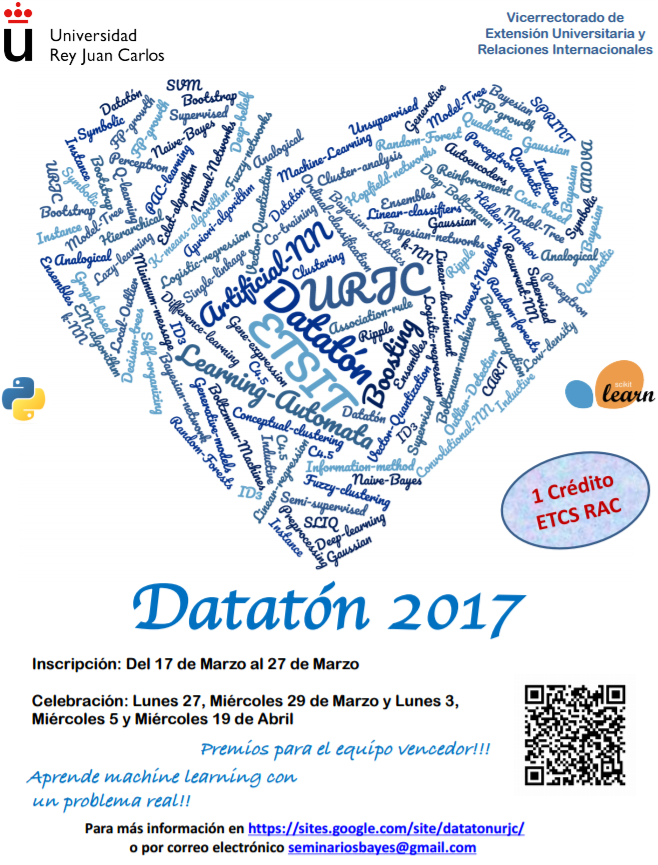 Universidad
Rey Juan Carlos
Vicerrectorado de
Extensión Universitaria y
Relaciones Internacionales
Datatón
SVM
Bootstrap
Symbolic
FP-growth
Supervised
Deep-belief
Instance
Perceptron
Naive-Bayes
Neural-Networks
Fuzzy-networks
Analogical
URJC
Symbolic
Bootstrap
Q-learning
PAC-learning
Eclat-algorithm
K-means-algorithm
Apriori-algorithm
Vector-Quantization
Bootstrap
Instance
Model-Tree
Hierarchical
Lazy-learning
Logistic-regression
Single-linkage
Co-training
Datatón
Ordinal-classification
Bayesian-statistics
Machine-Learning
Cluster-analysis
Unsupervised
Generative
Random-Forest
Hopfield-networks
Model-Tree
Bayesian
FP-growth
SPRINT
Quadratic
Gaussian
Perceptron
Autoencoders
Quadratic
Inductive
ANOVA
Reinforcement
Case-based
Bayesian
Ensembles
Deep-Boltzmann
Hidden-Markov
Symbolic
Linear-classifiers
Gaussian
Model-Tree
Bayesian
Bayesian-networks
k-NN
Ripple
Recurrent-NN
Analogical
Quadratic
Linear-discriminant
Nearest-Neighbor
Supervised
Perceptron
Random-forests
Low-density
Analogical
Ensembles
Graph-based
EM-algorithm
k-NN
Local-Outlier
Decision-trees
Minimum-message
Self-organizing
ID3
Difference-learning
Gene-expression
Artificial-NN
Clustering
URJC
Datatón
ETSIT
Association-rule
Ripple
Boosting
Ensembles
Logistic-regression
Boltzmann-machines
Backpropagation
CART
Outlier-Detection
Inductive
Convolutional-NN
Learning-Automata
C4.5
Bayesian-network
Generative-models
Random-Forests
Boltzmann-Machines
Conceptual-clustering
Datatón
Vector-Quantization
ID3
Supervised
C4.5
C4.5
Inductive
Linear-regression
ID3
Information-method
Naive-Bayes
Fuzzy-clustering
Semi-supervised
SLIQ
Preprocessing
Deep-learning
Instance
Gaussian
scikit
learn
1 Crédito
ETCS RAC
Datatón 2017
Inscripción: Del 17 de Marzo al 27 de Marzo
Celebración: Lunes 27, Miércoles 29 de Marzo y Lunes 3,
Miércoles 5 y Miércoles 19 de Abril
Premios para el equipo vencedor!!!
Aprende machine learning con
un problema real!!
Para más información en https://sites.google.com/site/datatonurjc/
o por correo electrónico seminariosbayes@gmail.com